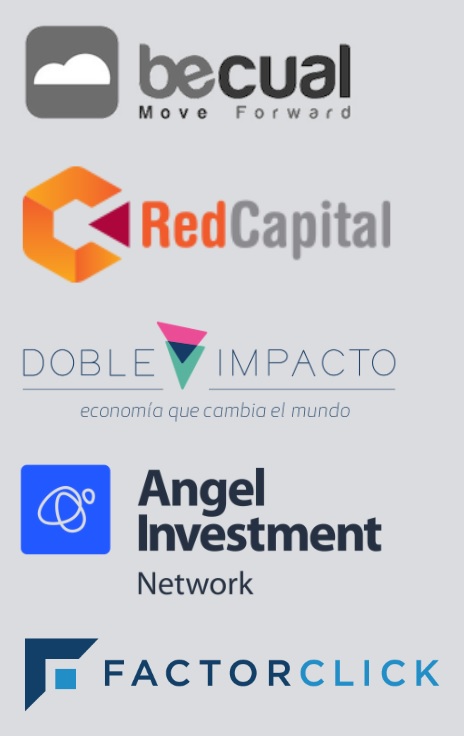 becual
Move Forward
RedCapital
DOBLE IMPACTO
economía que cambia el mundo
Angel
Investment
Network
FACTORCLICK